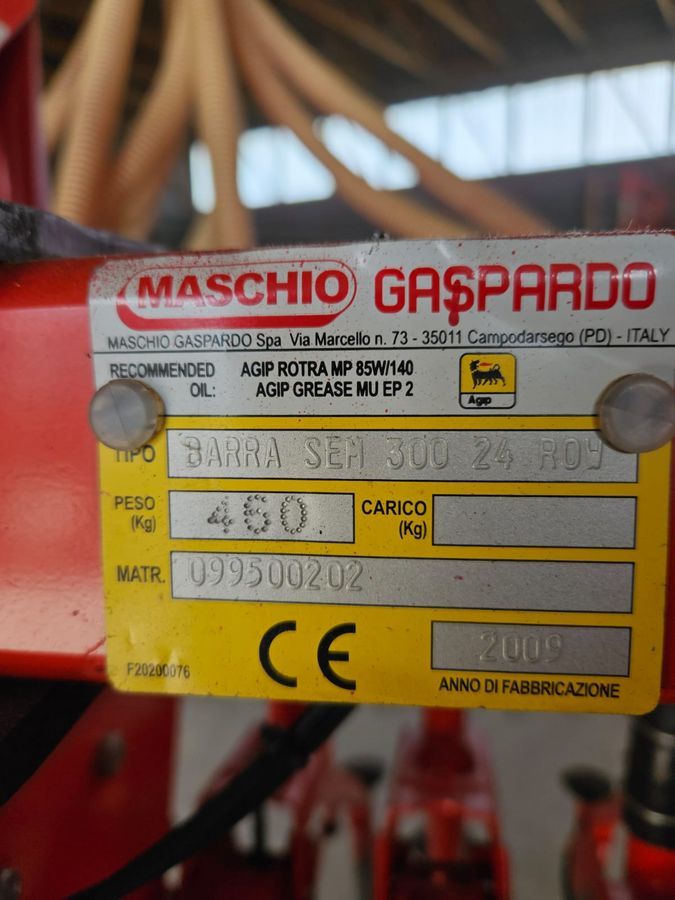 MASCHIO GASPARDO
MASCHIO GASPARDO Spa Via Marcello n. 73 - 35011 Campodarsego (PD) - ITALY
RECOMMENDED OIL: AGIP ROTRA MP 85W/140
AGIP GREASE MU EP 2
Agip
TIPO BARRA SEM 300 24 ROW
PESO (Kg) 460 CARICO (Kg)
MATR. 099500202
CE 2009
F20200076 ANNO DI FABBRICAZIONE